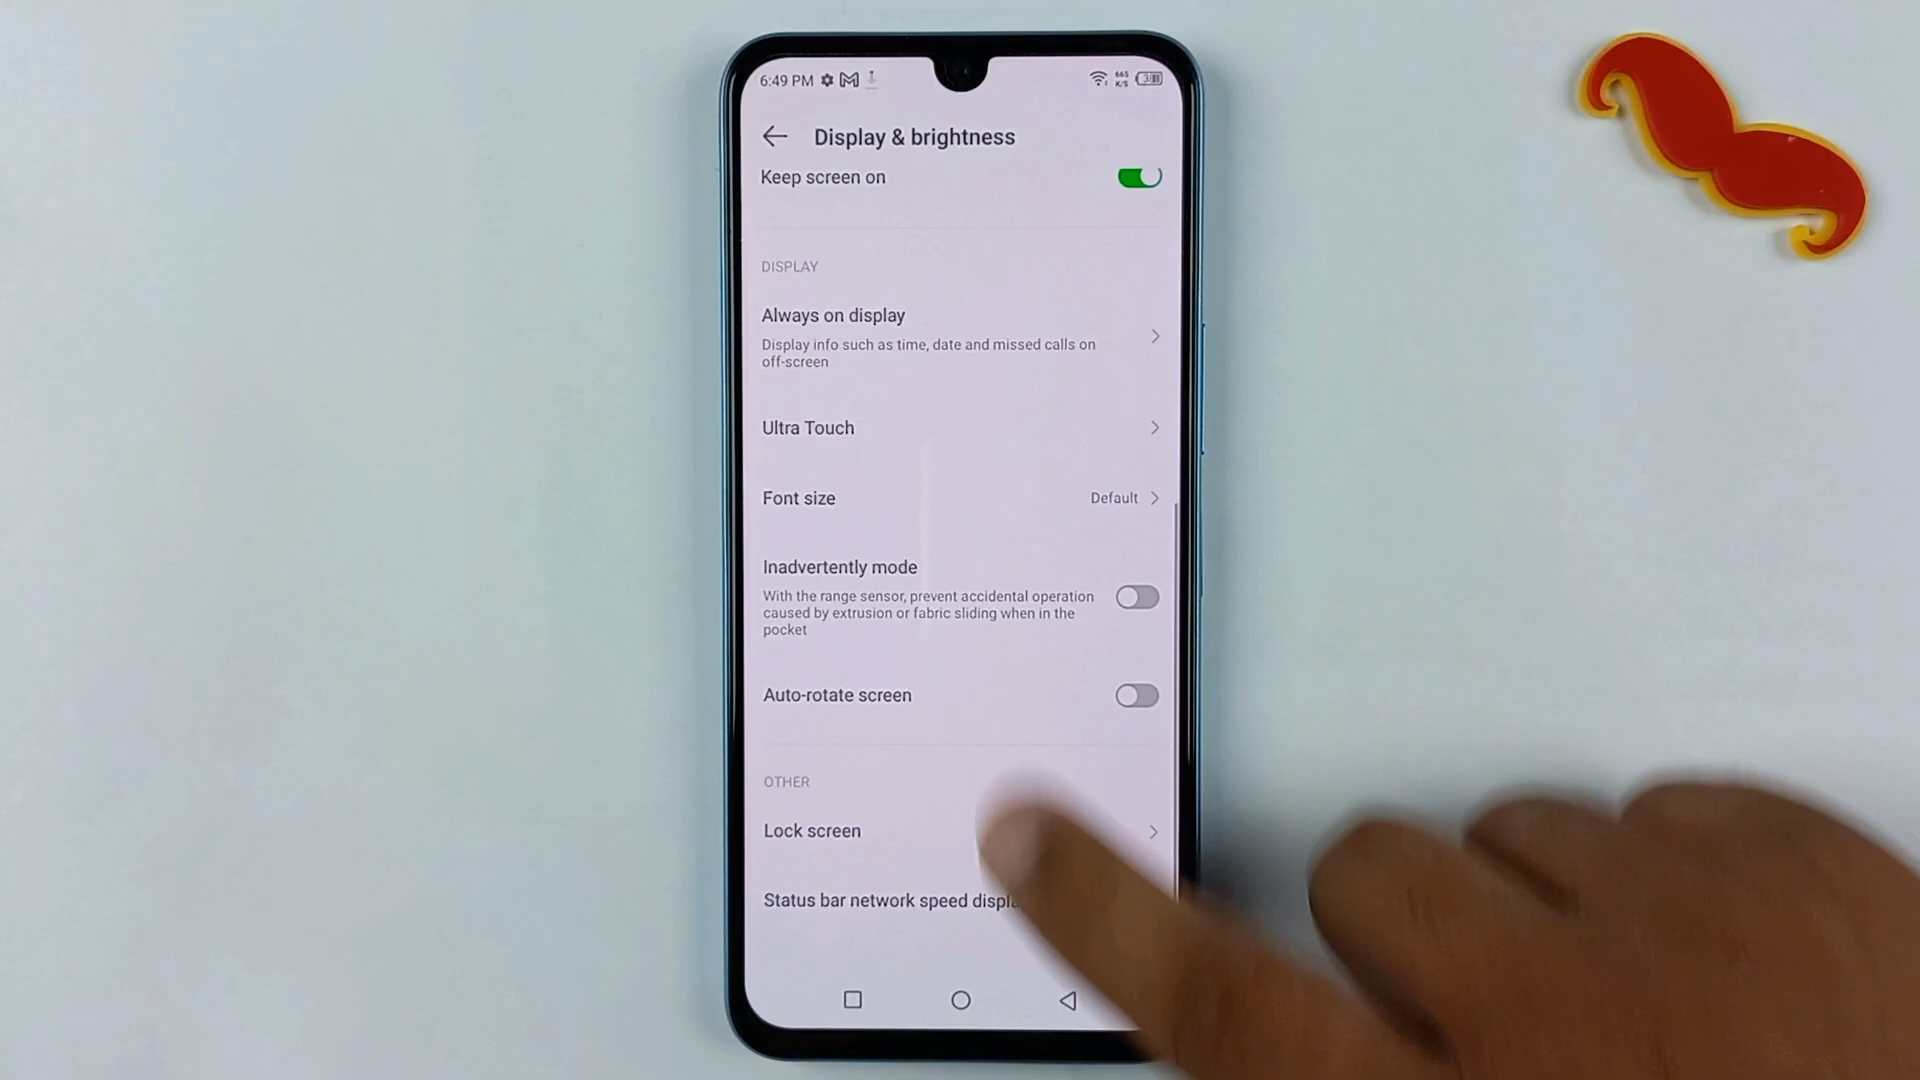 6:49 PM
665
K/S
38
Display & brightness
Keep screen on
DISPLAY
Always on display
Display info such as time, date and missed calls on
off-screen
Ultra Touch
Font size
Default
Inadvertently mode
With the range sensor, prevent accidental operation
caused by extrusion or fabric sliding when in the
pocket
Auto-rotate screen
OTHER
Lock screen
Status bar network speed displa